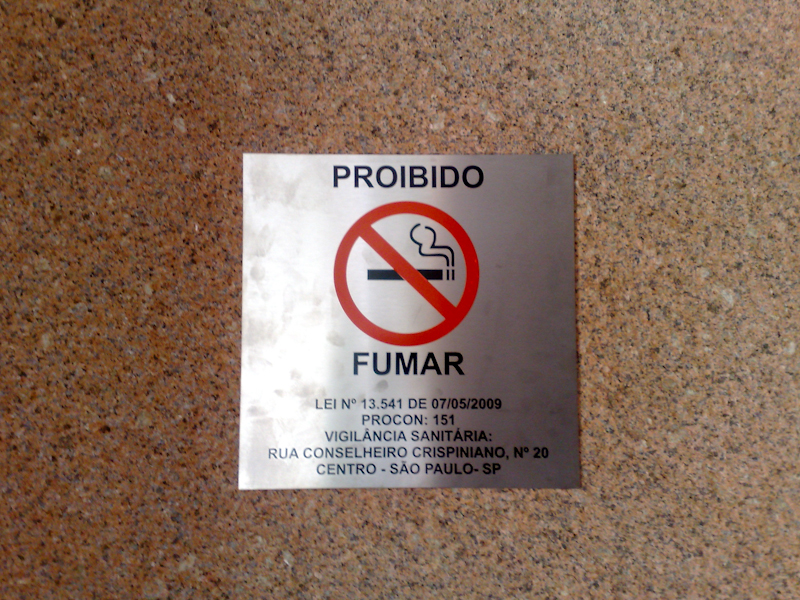 PROIBIDO
FUMAR
LEI Nº 13.541 DE 07/05/2009
PROCON: 151
VIGILÂNCIA SANITÁRIA:
RUA CONSELHEIRO CRISPINIANO, Nº 20
CENTRO - SÃO PAULO- SP